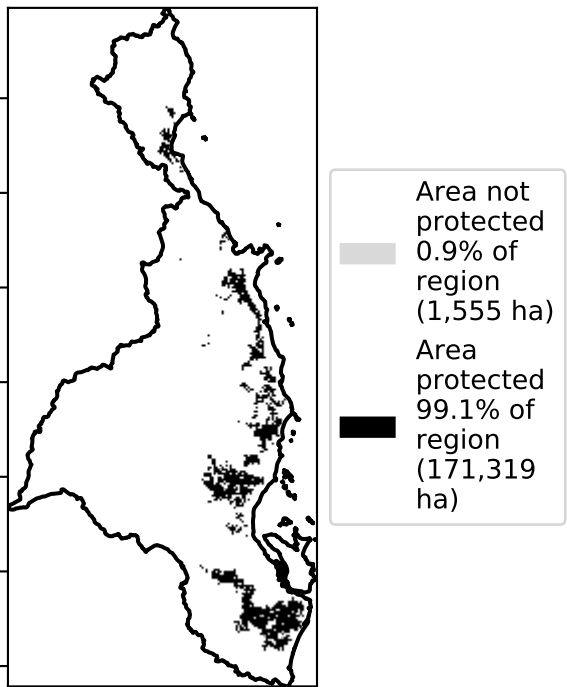 Area not
protected
0.9% of
region
(1,555 ha)
Area
protected
99.1% of
region
(171,319
ha)